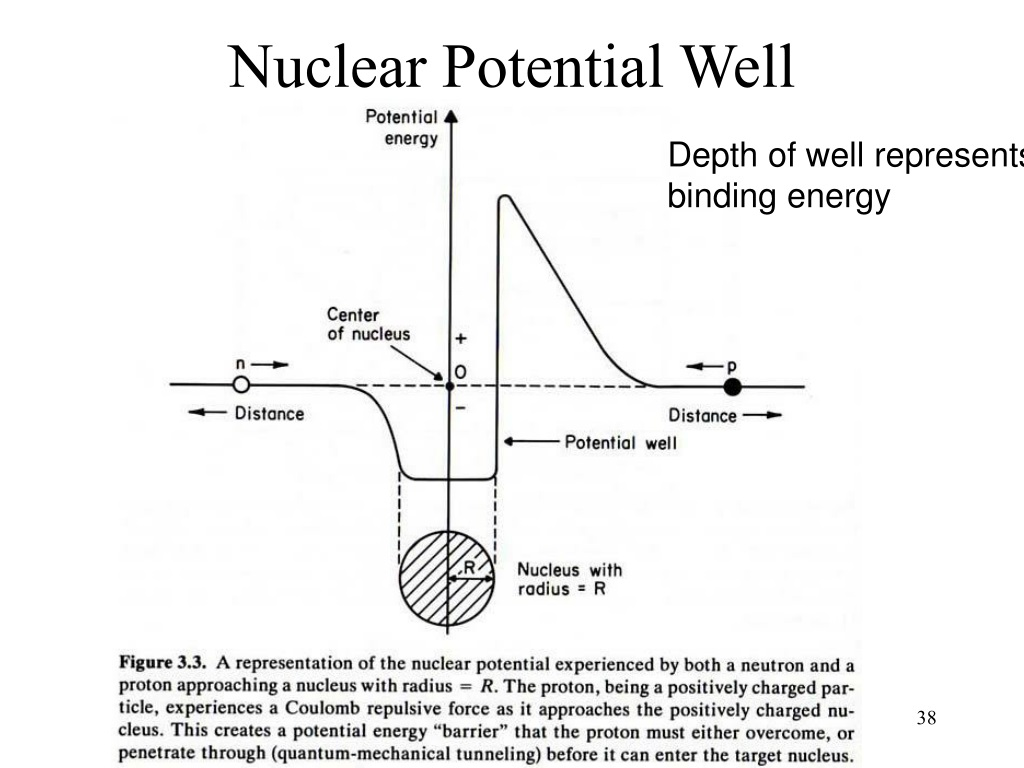 Nuclear Potential Well
Potential
energy
Depth of well represents
binding energy
Center
of nucleus
+
O
−
n
p
Distance
Distance
Potential well
R
Nucleus with
radius = R
Figure 3.3. A representation of the nuclear potential experienced by both a neutron and a
proton approaching a nucleus with radius = R. The proton, being a positively charged par-
ticle, experiences a Coulomb repulsive force as it approaches the positively charged nu-
cleus. This creates a potential energy “barrier” that the proton must either overcome, or
penetrate through (quantum-mechanical tunneling) before it can enter the target nucleus.
38